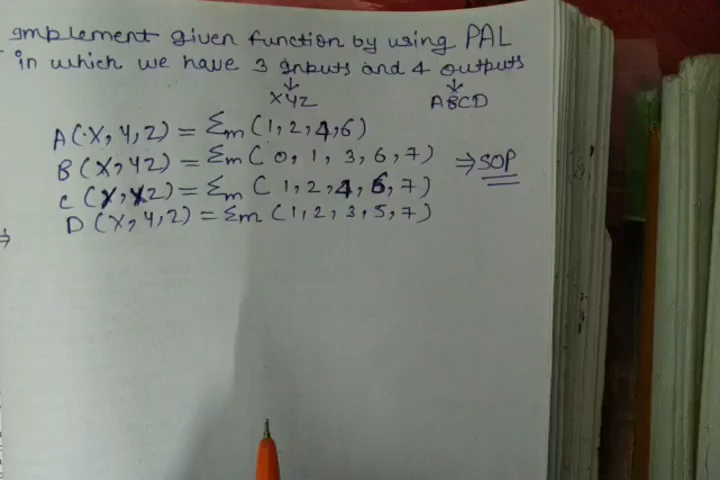 Implement given function by using PAL
in which we have 3 inputs and 4 outputs
↓ ↓
XYZ ABCD
A(X, Y, Z) = Σm (1, 2, 4, 6)
B (X, YZ) = Σm ( 0, 1, 3, 6, 7) ⇒ SOP
C (X, YZ) = Σm ( 1, 2, 4, 6, 7)
D (X, Y, Z) = Σm (1, 2, 3, 5, 7)
⇒